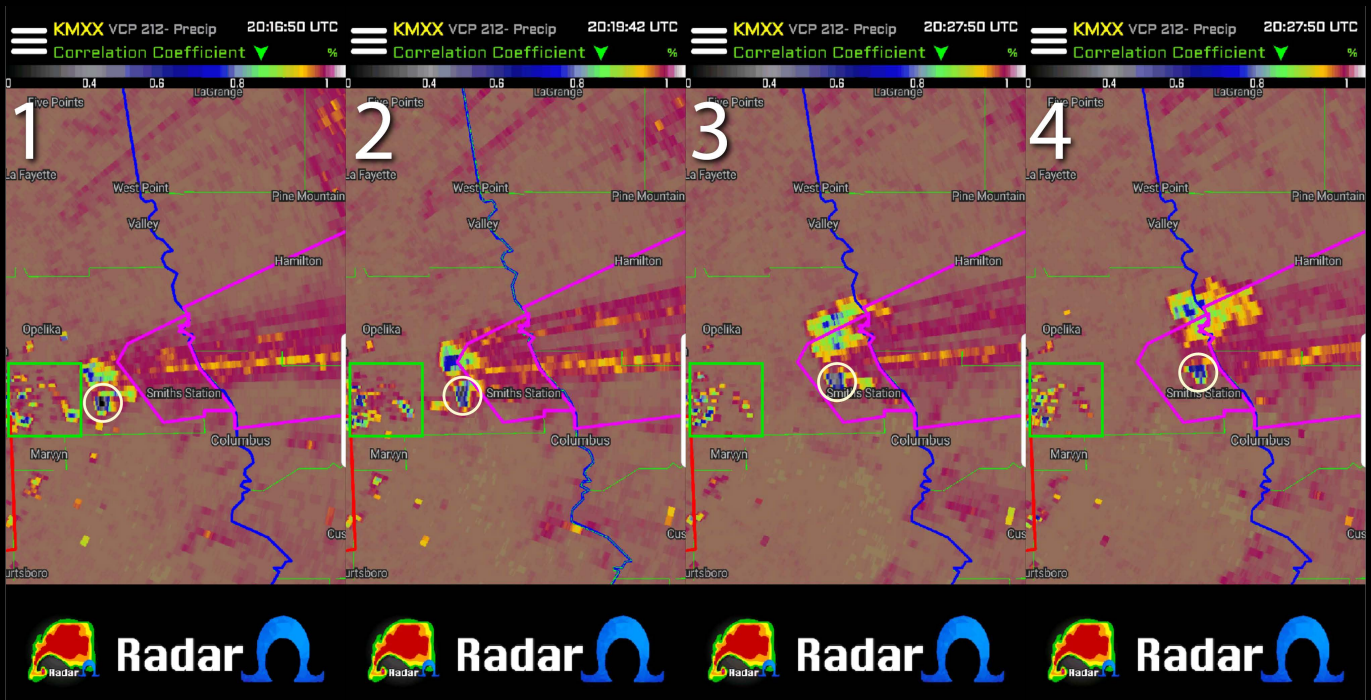 KMXX VCP 212- Precip 20:16:50 UTC
Correlation Coefficient %
0 0.4 0.6 0.8 1
1
LaGrange
Five Points
La Fayette
West Point
Pine Mountain
Valley
Hamilton
Opelika
Smiths Station
Columbus
Marvyn
Cus
urtsboro
Radar
Radar
KMXX VCP 212- Precip 20:19:42 UTC
Correlation Coefficient %
0 0.4 0.6 0.8 1
2
LaGrange
Five Points
La Fayette
West Point
Pine Mountain
Valley
Hamilton
Opelika
Smiths Station
Columbus
Marvyn
Cus
urtsboro
Radar
Radar
KMXX VCP 212- Precip 20:27:50 UTC
Correlation Coefficient %
0 0.4 0.6 0.8 1
3
LaGrange
Five Points
La Fayette
West Point
Pine Mountain
Valley
Hamilton
Opelika
Smiths Station
Columbus
Marvyn
Cus
urtsboro
Radar
Radar
KMXX VCP 212- Precip 20:27:50 UTC
Correlation Coefficient %
0 0.4 0.6 0.8 1
4
LaGrange
Five Points
La Fayette
West Point
Pine Mountain
Valley
Hamilton
Opelika
Smiths Station
Columbus
Marvyn
Cus
urtsboro
Radar
Radar